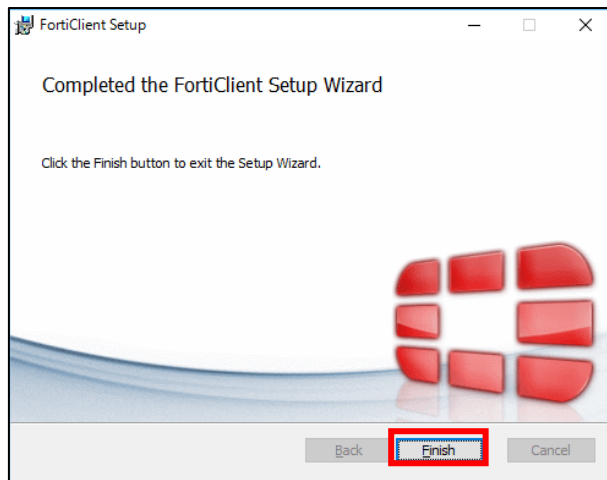 FortiClient Setup
Completed the FortiClient Setup Wizard
Click the Finish button to exit the Setup Wizard.
Back Finish Cancel